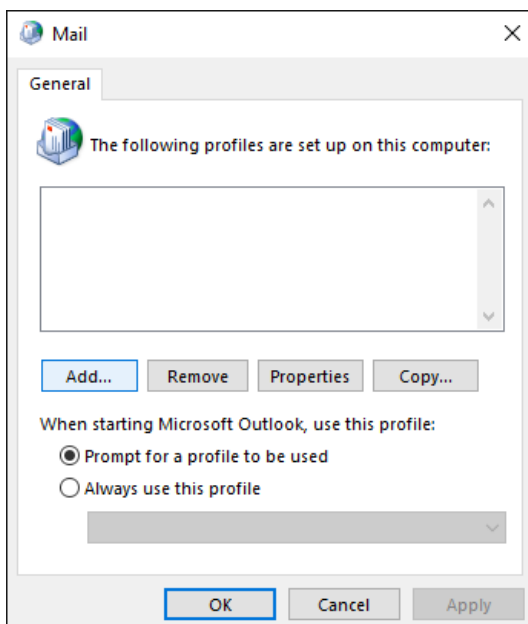 Mail
General
The following profiles are set up on this computer:
Add... Remove Properties Copy...
When starting Microsoft Outlook, use this profile:
Prompt for a profile to be used
Always use this profile
OK Cancel Apply